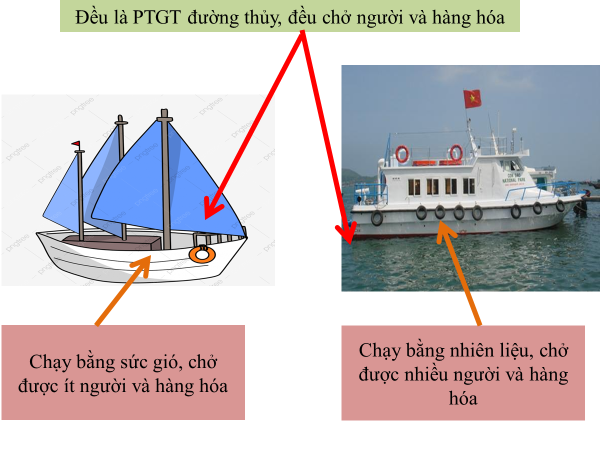 Đều là PTGT đường thủy, đều chở người và hàng hóa
Chạy bằng sức gió, chở
được ít người và hàng hóa
Chạy bằng nhiên liệu, chở
được nhiều người và hàng
hóa